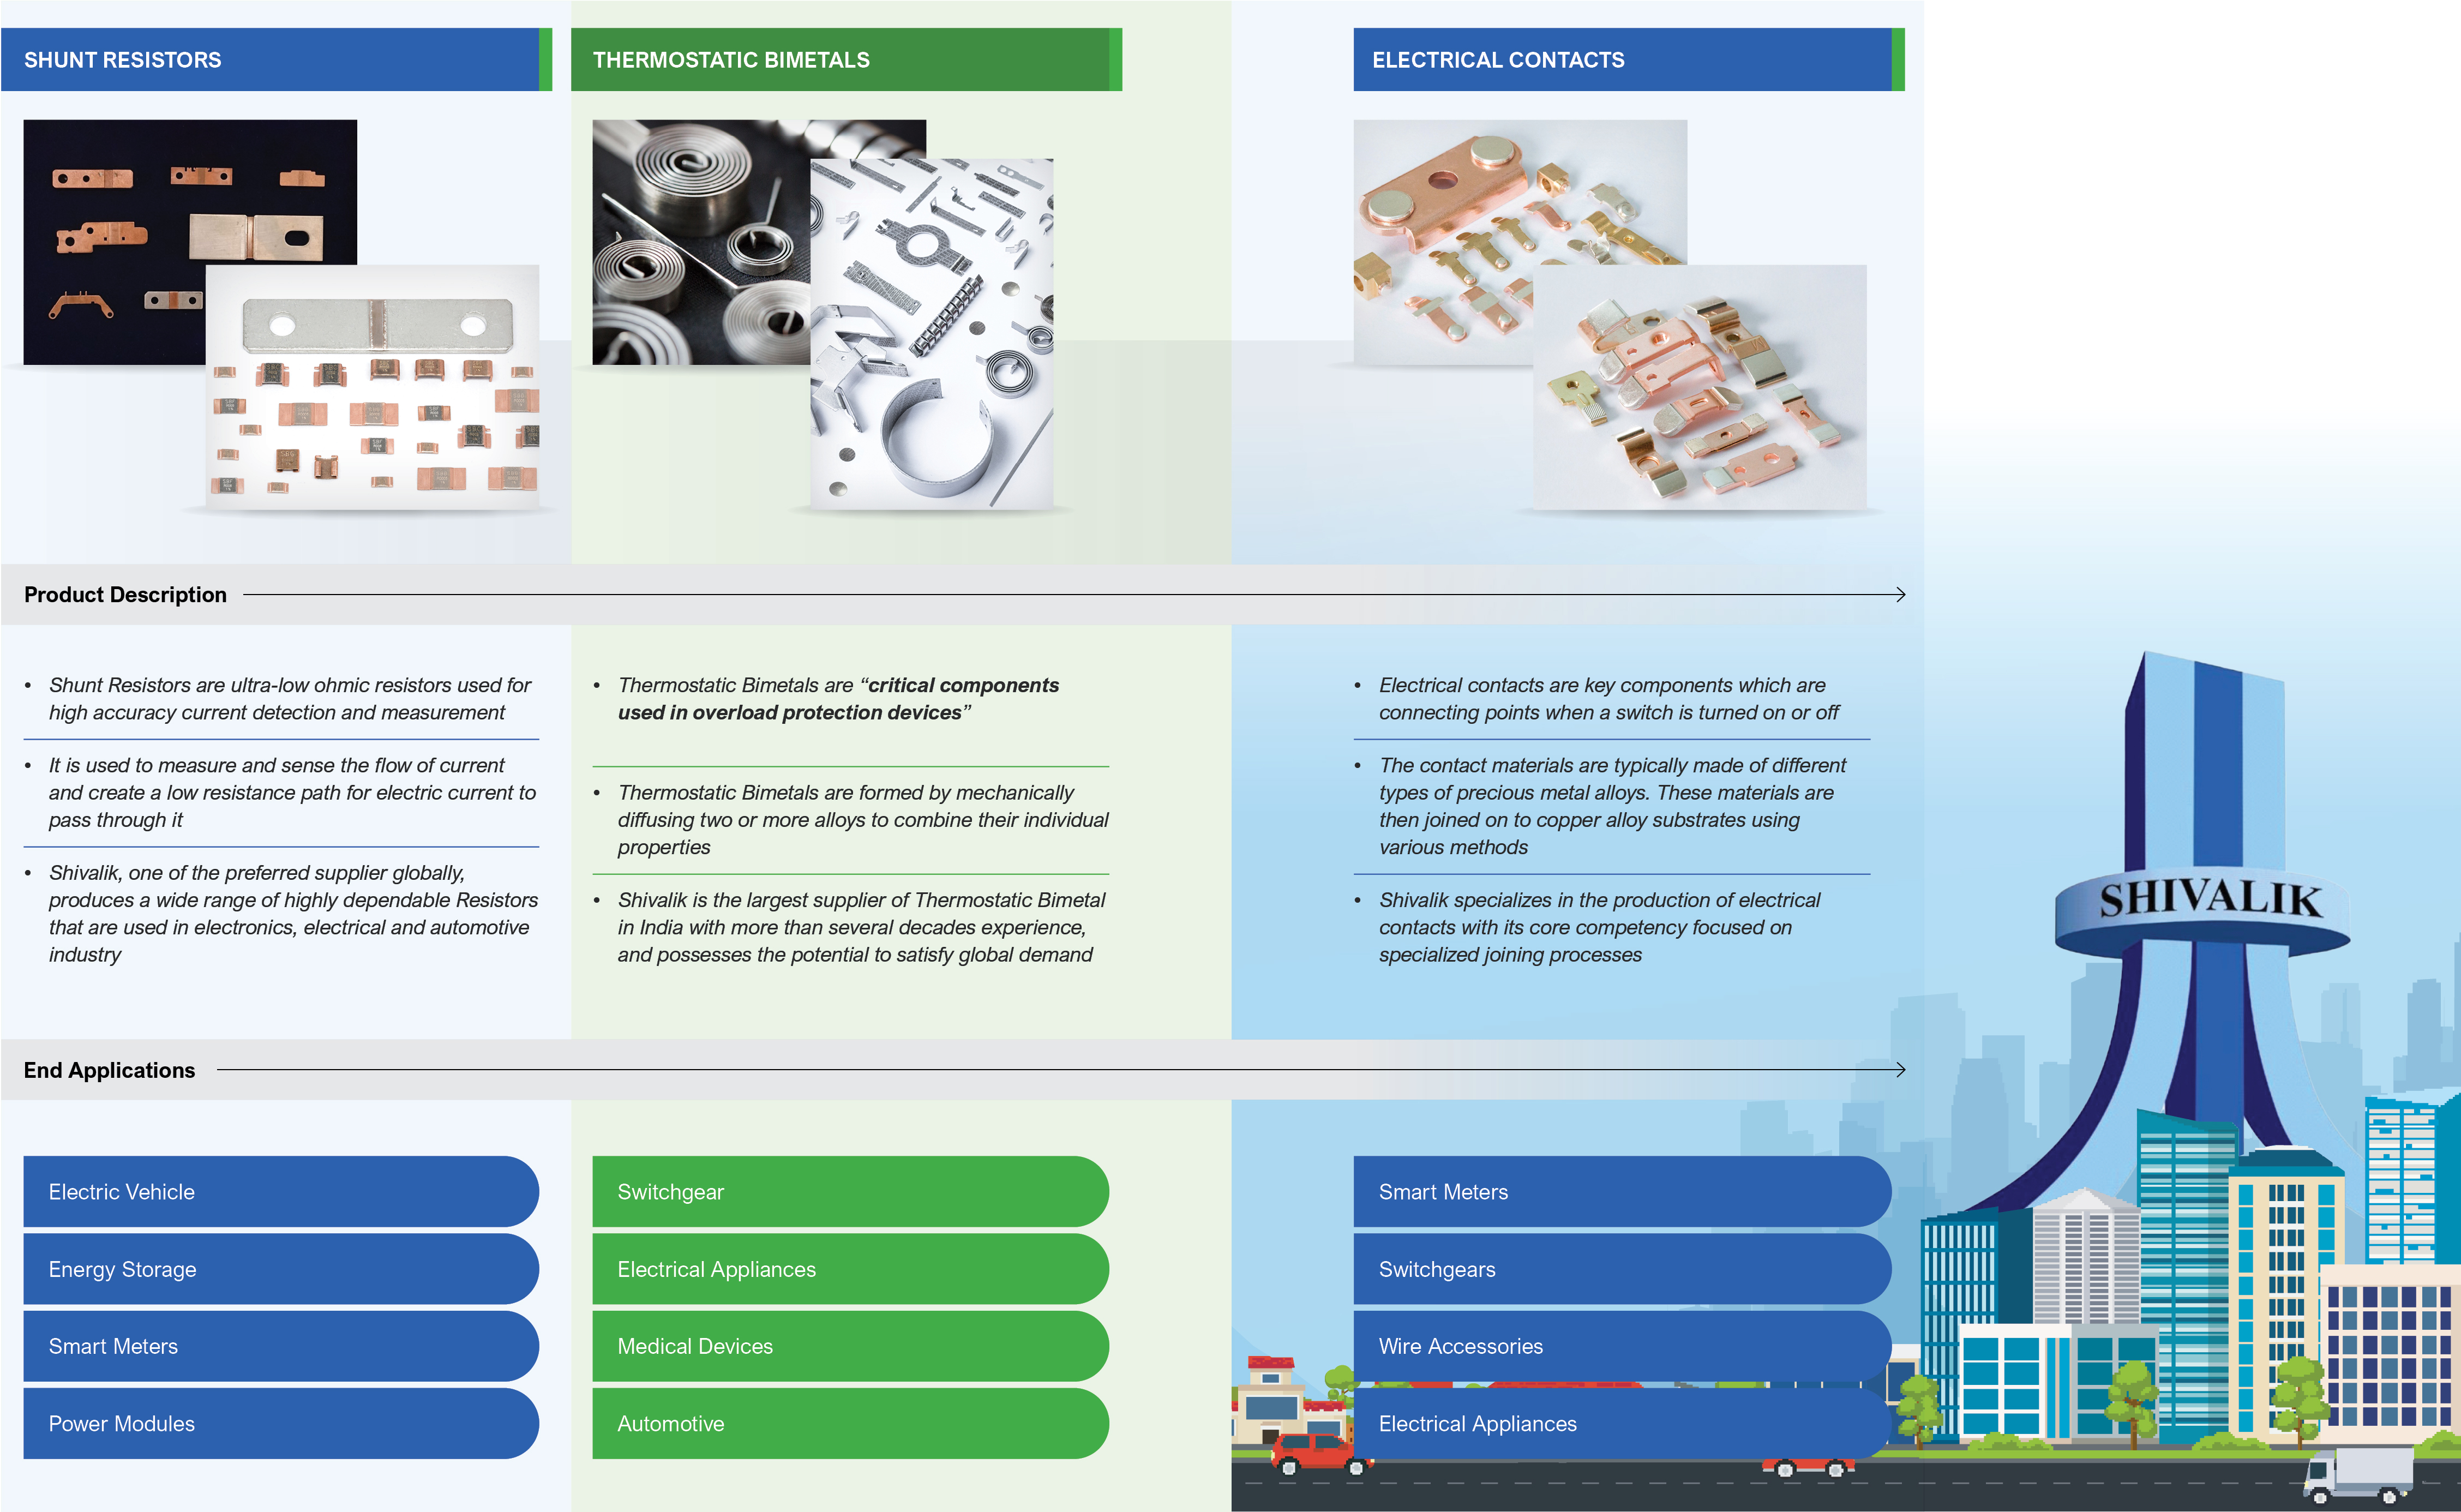 SHUNT RESISTORS
THERMOSTATIC BIMETALS
ELECTRICAL CONTACTS
Product Description
• Shunt Resistors are ultra-low ohmic resistors used for
high accuracy current detection and measurement
• It is used to measure and sense the flow of current
and create a low resistance path for electric current to
pass through it
• Shivalik, one of the preferred supplier globally,
produces a wide range of highly dependable Resistors
that are used in electronics, electrical and automotive
industry
• Thermostatic Bimetals are “critical components
used in overload protection devices”
• Thermostatic Bimetals are formed by mechanically
diffusing two or more alloys to combine their individual
properties
• Shivalik is the largest supplier of Thermostatic Bimetal
in India with more than several decades experience,
and possesses the potential to satisfy global demand
• Electrical contacts are key components which are
connecting points when a switch is turned on or off
• The contact materials are typically made of different
types of precious metal alloys. These materials are
then joined on to copper alloy substrates using
various methods
• Shivalik specializes in the production of electrical
contacts with its core competency focused on
specialized joining processes
SHIVALIK
End Applications
Electric Vehicle
Energy Storage
Smart Meters
Power Modules
Switchgear
Electrical Appliances
Medical Devices
Automotive
Smart Meters
Switchgears
Wire Accessories
Electrical Appliances